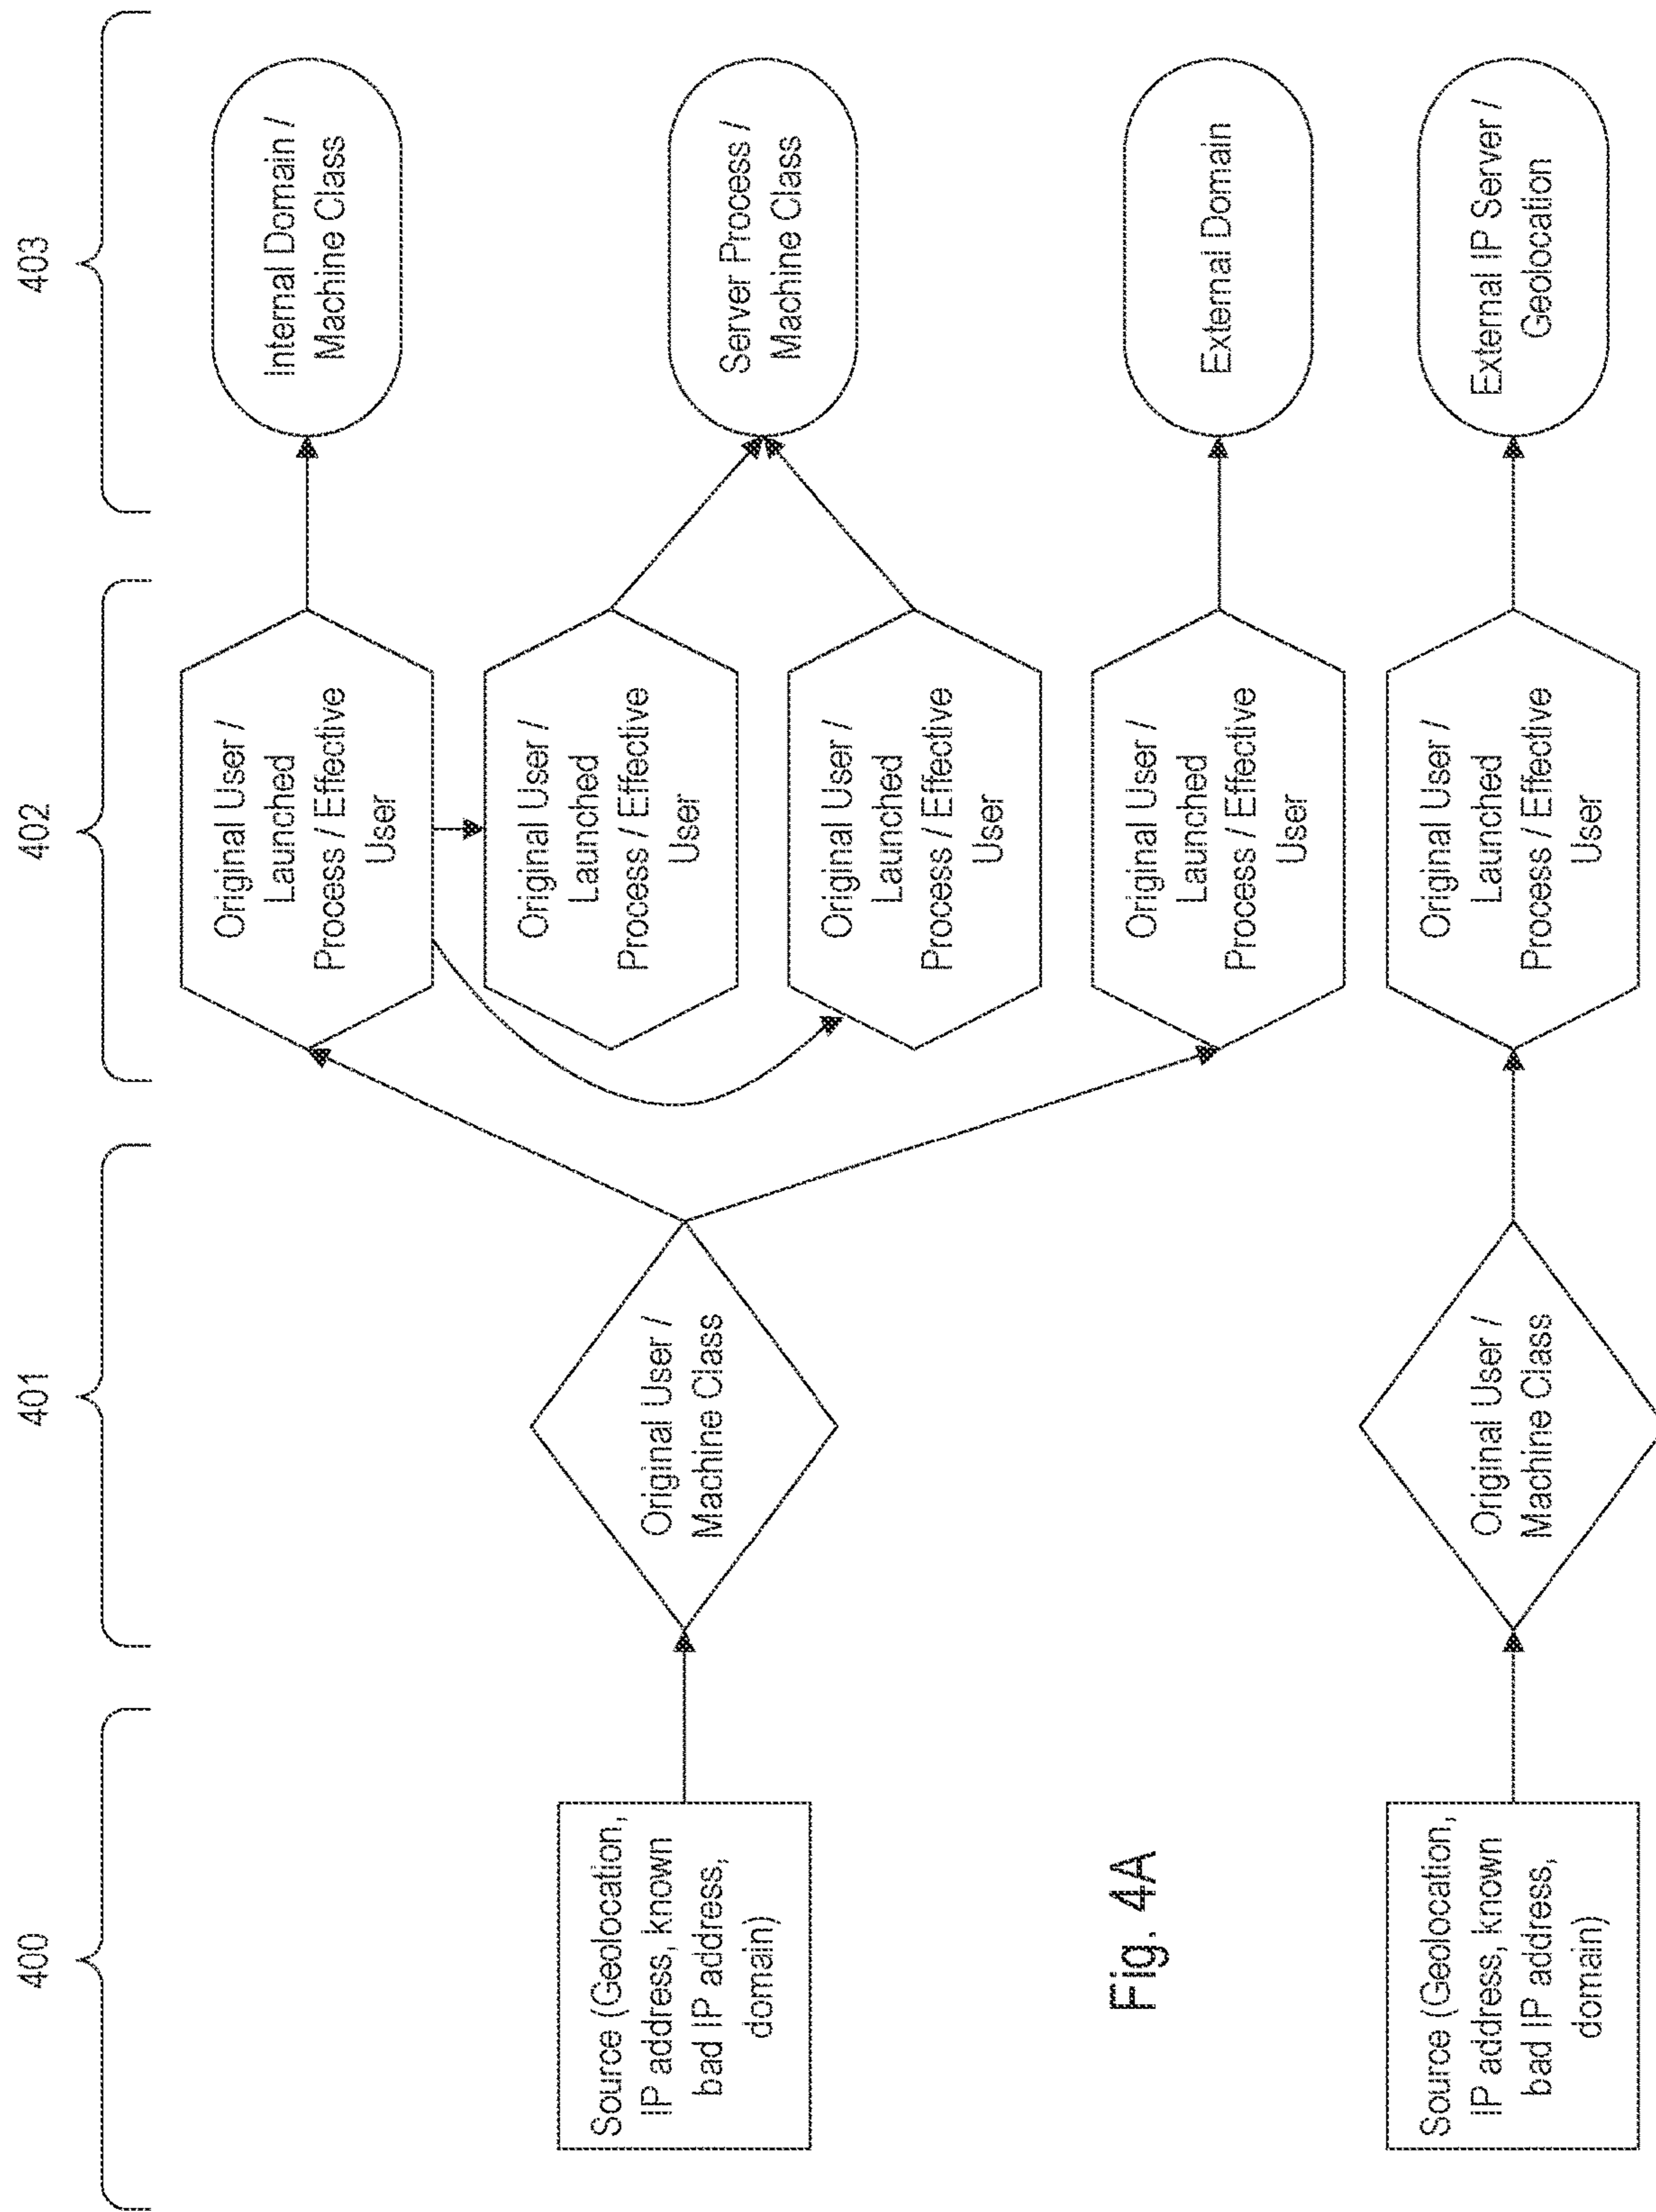 400
401
402
403
Original User /
Launched
Process / Effective
User
Internal Domain /
Machine Class
Source (Geolocation,
IP address, known
bad IP address,
domain)
Original User /
Machine Class
Original User /
Launched
Process / Effective
User
Server Process /
Machine Class
Original User /
Launched
Process / Effective
User
Fig. 4A
Original User /
Launched
Process / Effective
User
External Domain
Source (Geolocation,
IP address, known
bad IP address,
domain)
Original User /
Machine Class
Original User /
Launched
Process / Effective
User
External IP Server /
Geolocation